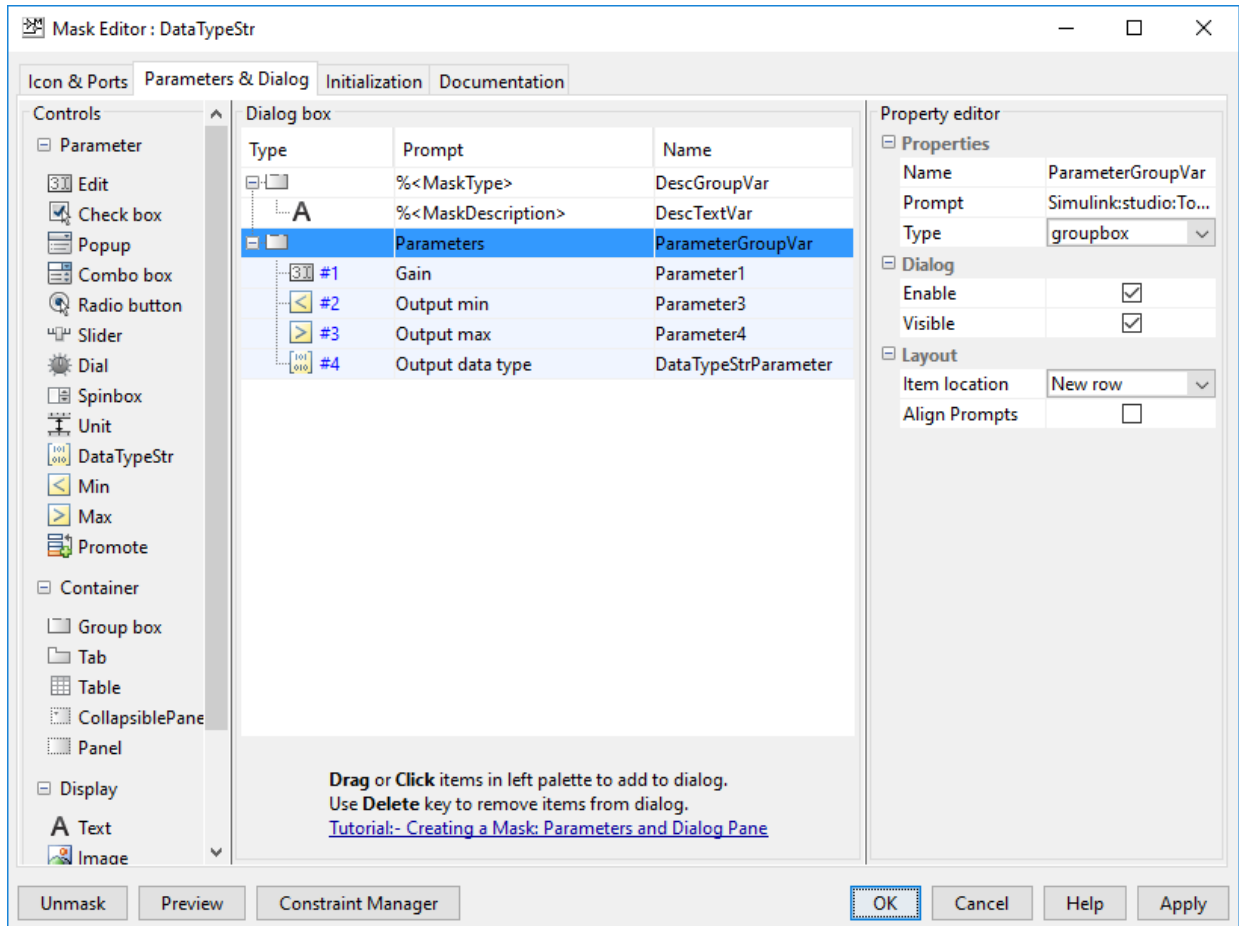 Mask Editor : DataTypeStr
Icon & Ports Parameters & Dialog Initialization Documentation
Controls
Parameter
Edit
Check box
Popup
Combo box
Radio button
Slider
Dial
Spinbox
Unit
DataTypeStr
Min
Max
Promote
Container
Group box
Tab
Table
CollapsiblePane
Panel
Display
Text
Image
Dialog box
Type Prompt Name
%<MaskType> DescGroupVar
A %<MaskDescription> DescTextVar
Parameters ParameterGroupVar
#1 Gain Parameter1
#2 Output min Parameter3
#3 Output max Parameter4
#4 Output data type DataTypeStrParameter
Drag or Click items in left palette to add to dialog.
Use Delete key to remove items from dialog.
Tutorial:- Creating a Mask: Parameters and Dialog Pane
Property editor
Properties
Name ParameterGroupVar
Prompt Simulink:studio:To...
Type groupbox
Dialog
Enable
Visible
Layout
Item location New row
Align Prompts
Unmask Preview Constraint Manager OK Cancel Help Apply